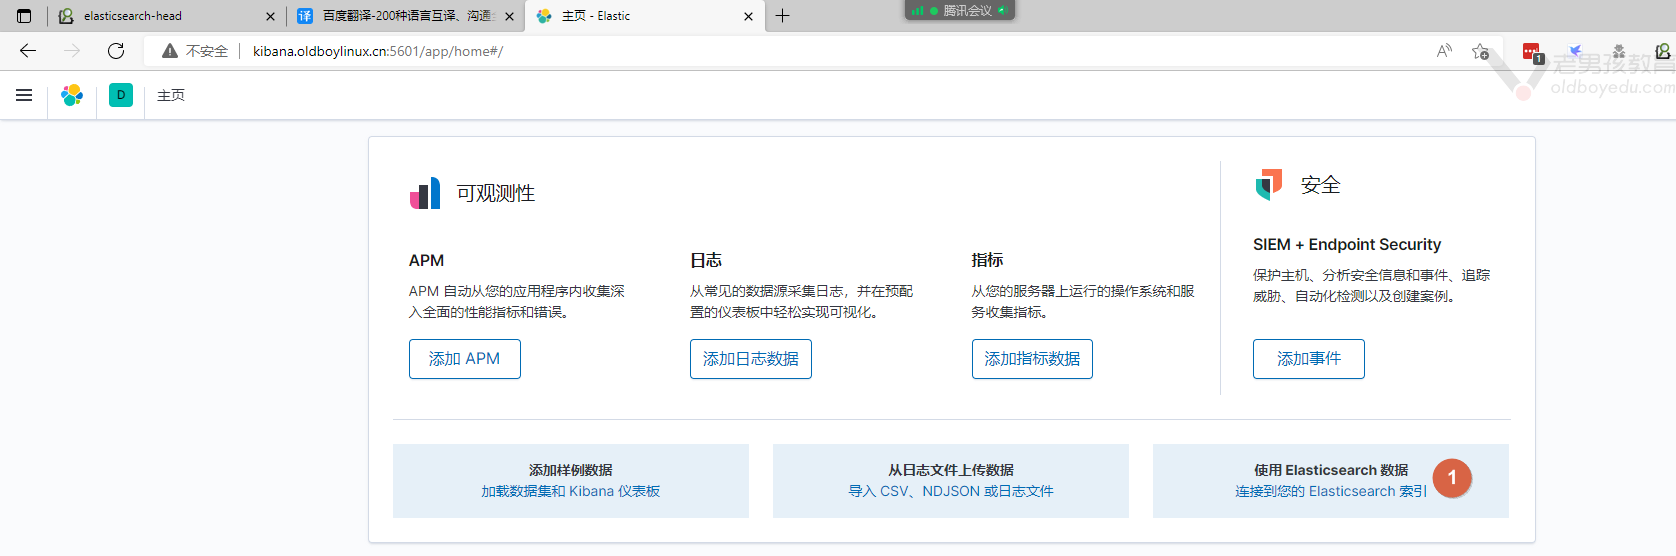 elasticsearch-head
百度翻译-200种语言互译、沟通全
主页 - Elastic
腾讯会议
不安全
kibana.oldboylinux.cn:5601/app/home#/
1
老男孩教育
oldboyedu.com
D
主页
可观测性
安全
APM
APM 自动从您的应用程序内收集深
入全面的性能指标和错误。
添加 APM
日志
从常见的数据源采集日志，并在预配
置的仪表板中轻松实现可视化。
添加日志数据
指标
从您的服务器上运行的操作系统和服
务收集指标。
添加指标数据
SIEM + Endpoint Security
保护主机、分析安全信息和事件、追踪
威胁、自动化检测以及创建案例。
添加事件
添加样例数据
加载数据集和 Kibana 仪表板
从日志文件上传数据
导入 CSV、NDJSON 或日志文件
使用 Elasticsearch 数据
连接到您的 Elasticsearch 索引
1